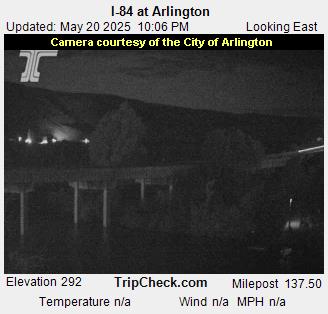 I-84 at Arlington
Updated: May 20 2025 10:06 PM Looking East
Camera courtesy of the City of Arlington
Elevation 292 TripCheck.com Milepost 137.50
Temperature n/a Wind n/a MPH n/a